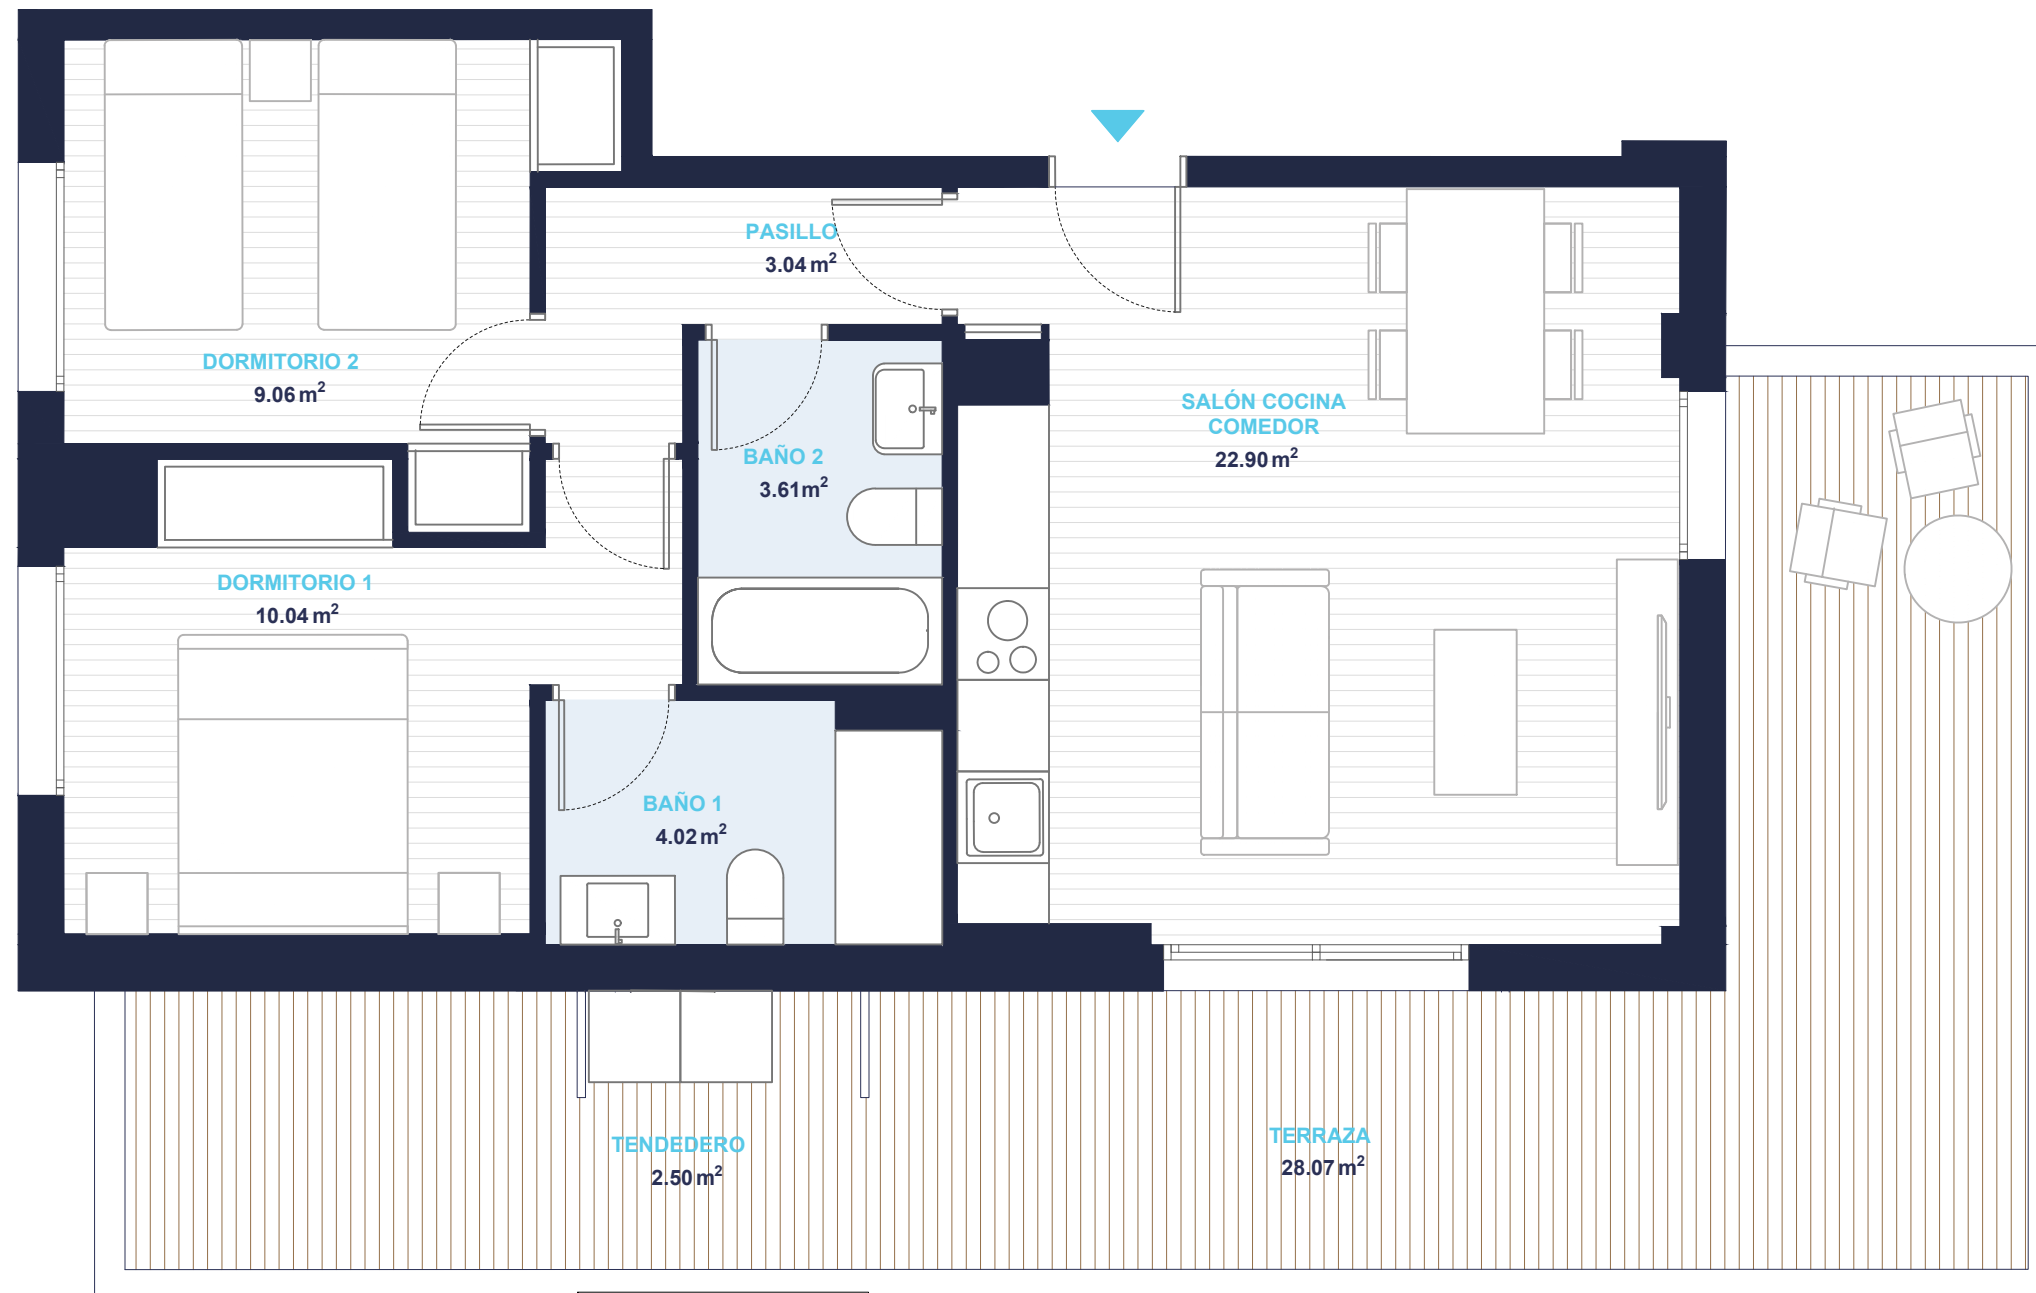 PASILLO
3.04 m²
DORMITORIO 2
9.06 m²
SALÓN COCINA
COMEDOR
22.90 m²
BAÑO 2
3.61m²
DORMITORIO 1
10.04 m²
BAÑO 1
4.02 m²
TENDEDERO
2.50 m²
TERRAZA
28.07 m²